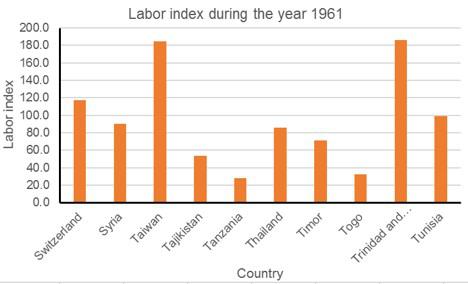 Labor index during the year 1961
Labor index
200.0
180.0
160.0
140.0
120.0
100.0
80.0
60.0
40.0
20.0
0.0
Switzerland
Syria
Taiwan
Tajikistan
Tanzania
Thailand
Timor
Togo
Trinidad and...
Tunisia
Country